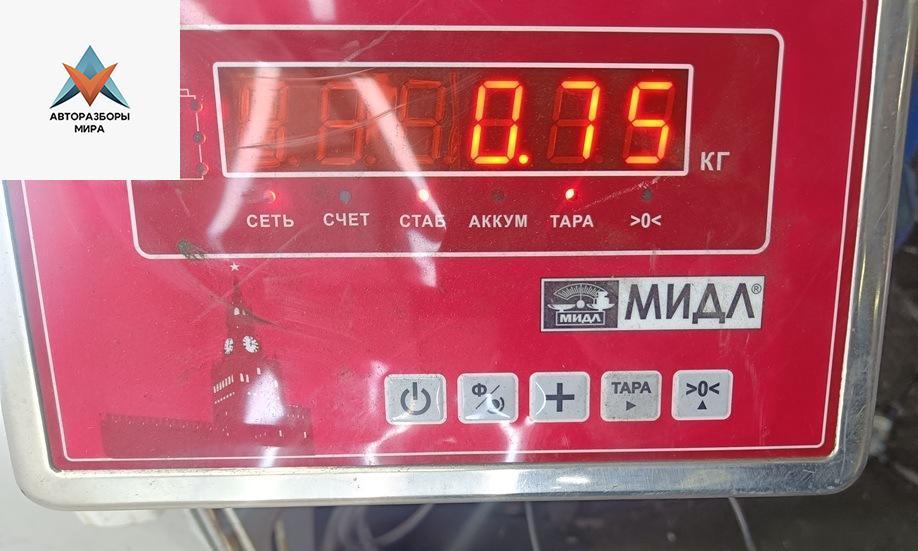 АВТОРАЗБОРЫ
МИРА
0.75
КГ
СЕТЬ СЧЕТ СТАБ АККУМ ТАРА >0<
МИДЛ МИДЛ®
Ф/ + ТАРА >0<